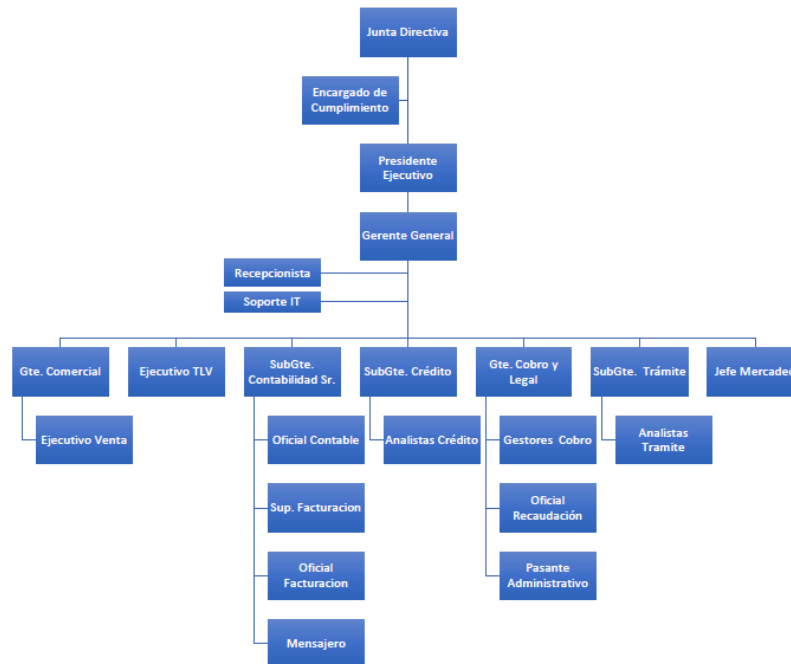 Junta Directiva
Encargado de
Cumplimiento
Presidente
Ejecutivo
Gerente General
Recepcionista
Soporte IT
Gte. Comercial
Ejecutivo TLV
SubGte.
Contabilidad Sr.
SubGte. Crédito
Gte. Cobro y
Legal
SubGte. Trámite
Jefe Mercadeo
Ejecutivo Venta
Oficial Contable
Analistas Crédito
Gestores Cobro
Analistas
Tramite
Sup. Facturacion
Oficial
Recaudación
Oficial
Facturacion
Pasante
Administrativo
Mensajero